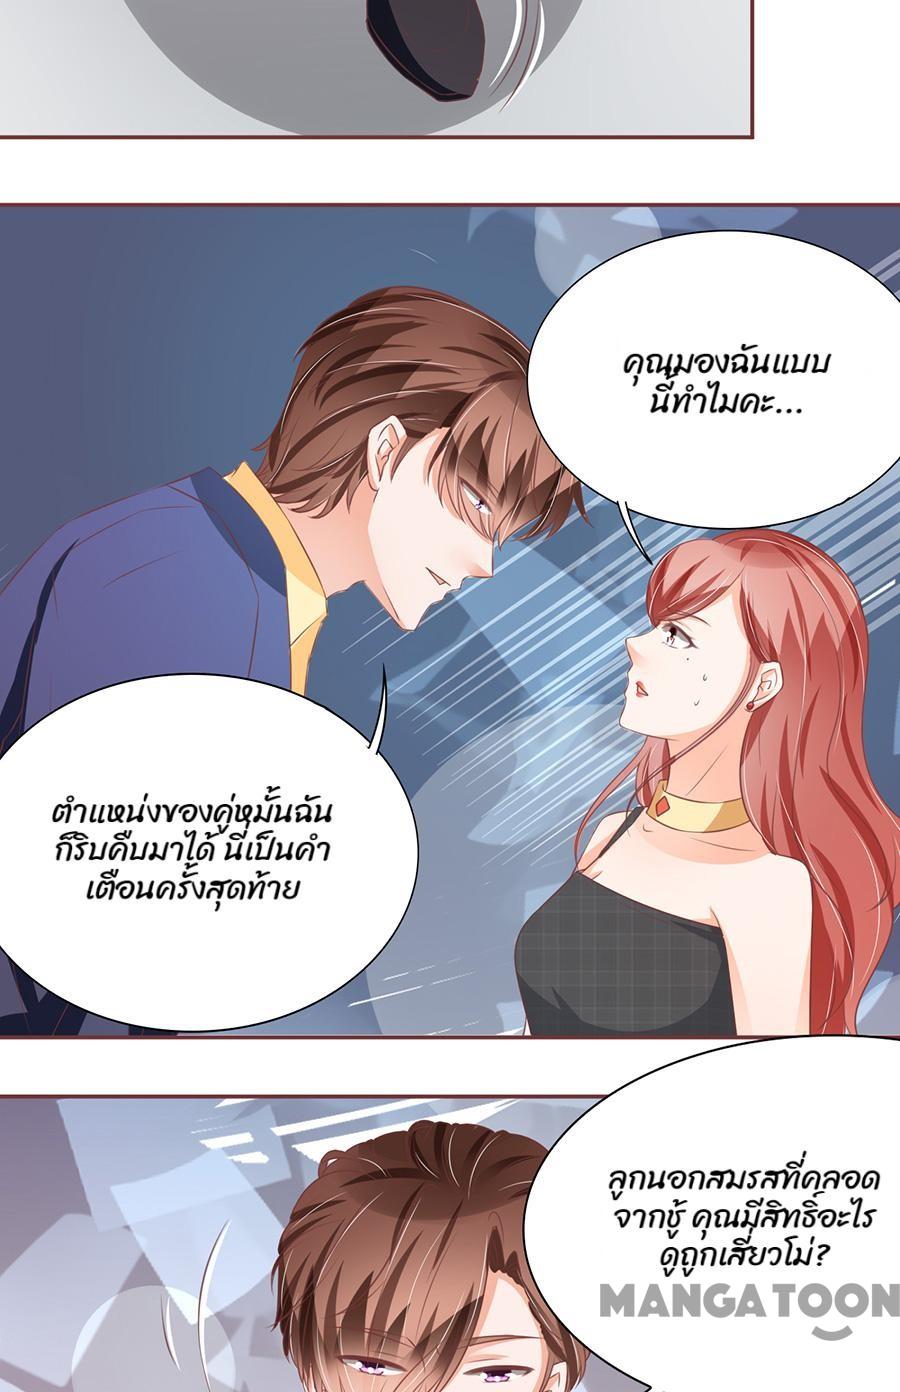 คุณมองฉันแบบ
นี้ทำไมคะ...
ตำแหน่งของคู่หมั้นฉัน
ก็ริบคืนมาได้ นี่เป็นคำ
เตือนครั้งสุดท้าย
ลูกนอกสมรสที่คลอด
จากชู้ คุณมีสิทธิ์อะไร
ดูถูกเสี่ยวโม่?
MANGATOON